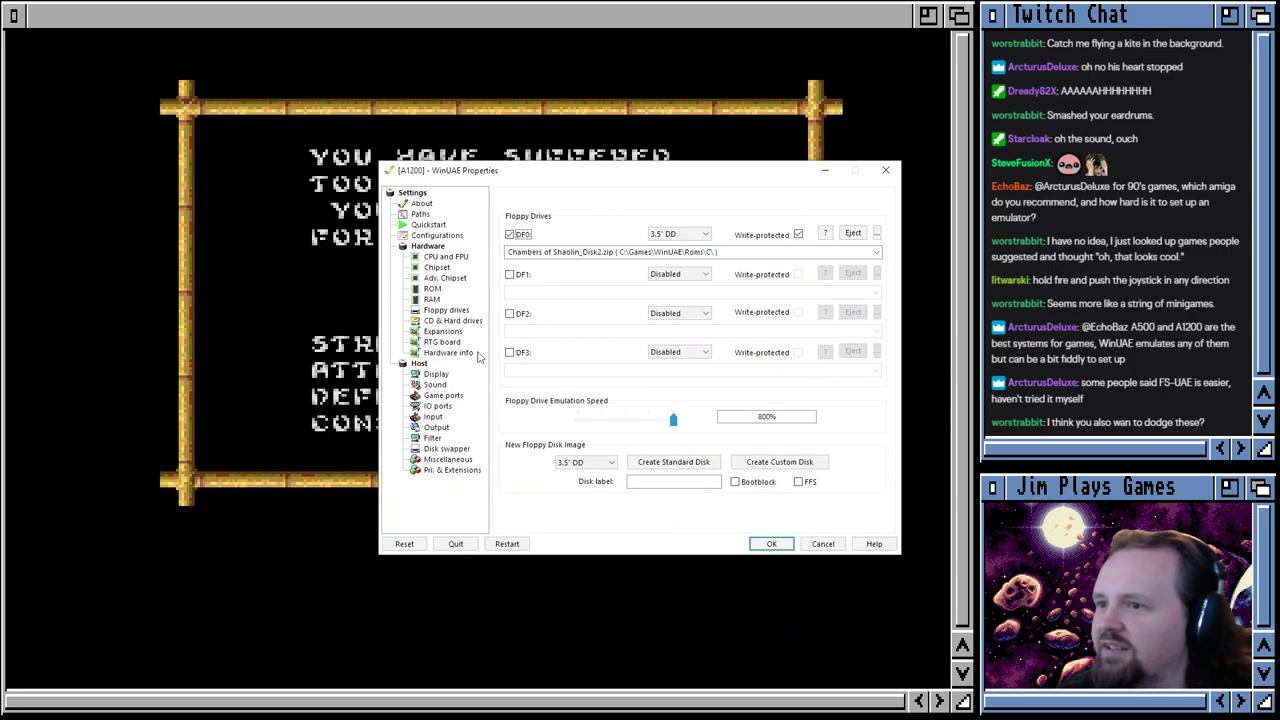 Twitch Chat
worstrabbit: Catch me flying a kite in the background.
ArcturusDeluxe: oh no his heart stopped
Dready82X: AAAAAAHHHHHHHH
worstrabbit: Smashed your eardrums.
Starcloak: oh the sound, ouch
SteveFusionX:
EchoBaz: @ArcturusDeluxe for 90's games, which amiga
do you recommend, and how hard is it to set up an
emulator?
worstrabbit: I have no idea, I just looked up games people
suggested and thought "oh, that looks cool."
litwarski: hold fire and push the joystick in any direction
worstrabbit: Seems more like a string of minigames.
ArcturusDeluxe: @EchoBaz A500 and A1200 are the
best systems for games, WinUAE emulates any of them
but can be a bit fiddly to set up
ArcturusDeluxe: some people said FS-UAE is easier,
haven't tried it myself
worstrabbit: I think you also wan to dodge these?
Jim Plays Games
YOU HAVE SUFFERED
TOO
YO
FOR
STR
ATT
DEF
CON
[A1200] - WinUAE Properties
Settings
About
Paths
Quickstart
Configurations
Hardware
CPU and FPU
Chipset
Adv. Chipset
ROM
RAM
Floppy drives
CD & Hard drives
Expansions
RTG board
Hardware info
Host
Display
Sound
Game ports
IO ports
Input
Output
Filter
Disk swapper
Miscellaneous
Pri. & Extensions
Floppy Drives
DF0: 3.5" DD Write-protected ? Eject ...
Chambers of Shaolin_Disk2.zip { C:\Games\WinUAE\Roms\C\ }
DF1: Disabled Write-protected ? Eject ...
DF2: Disabled Write-protected ? Eject ...
DF3: Disabled Write-protected ? Eject ...
Floppy Drive Emulation Speed
800%
New Floppy Disk Image
3.5" DD Create Standard Disk Create Custom Disk
Disk label: Bootblock FFS
Reset Quit Restart OK Cancel Help